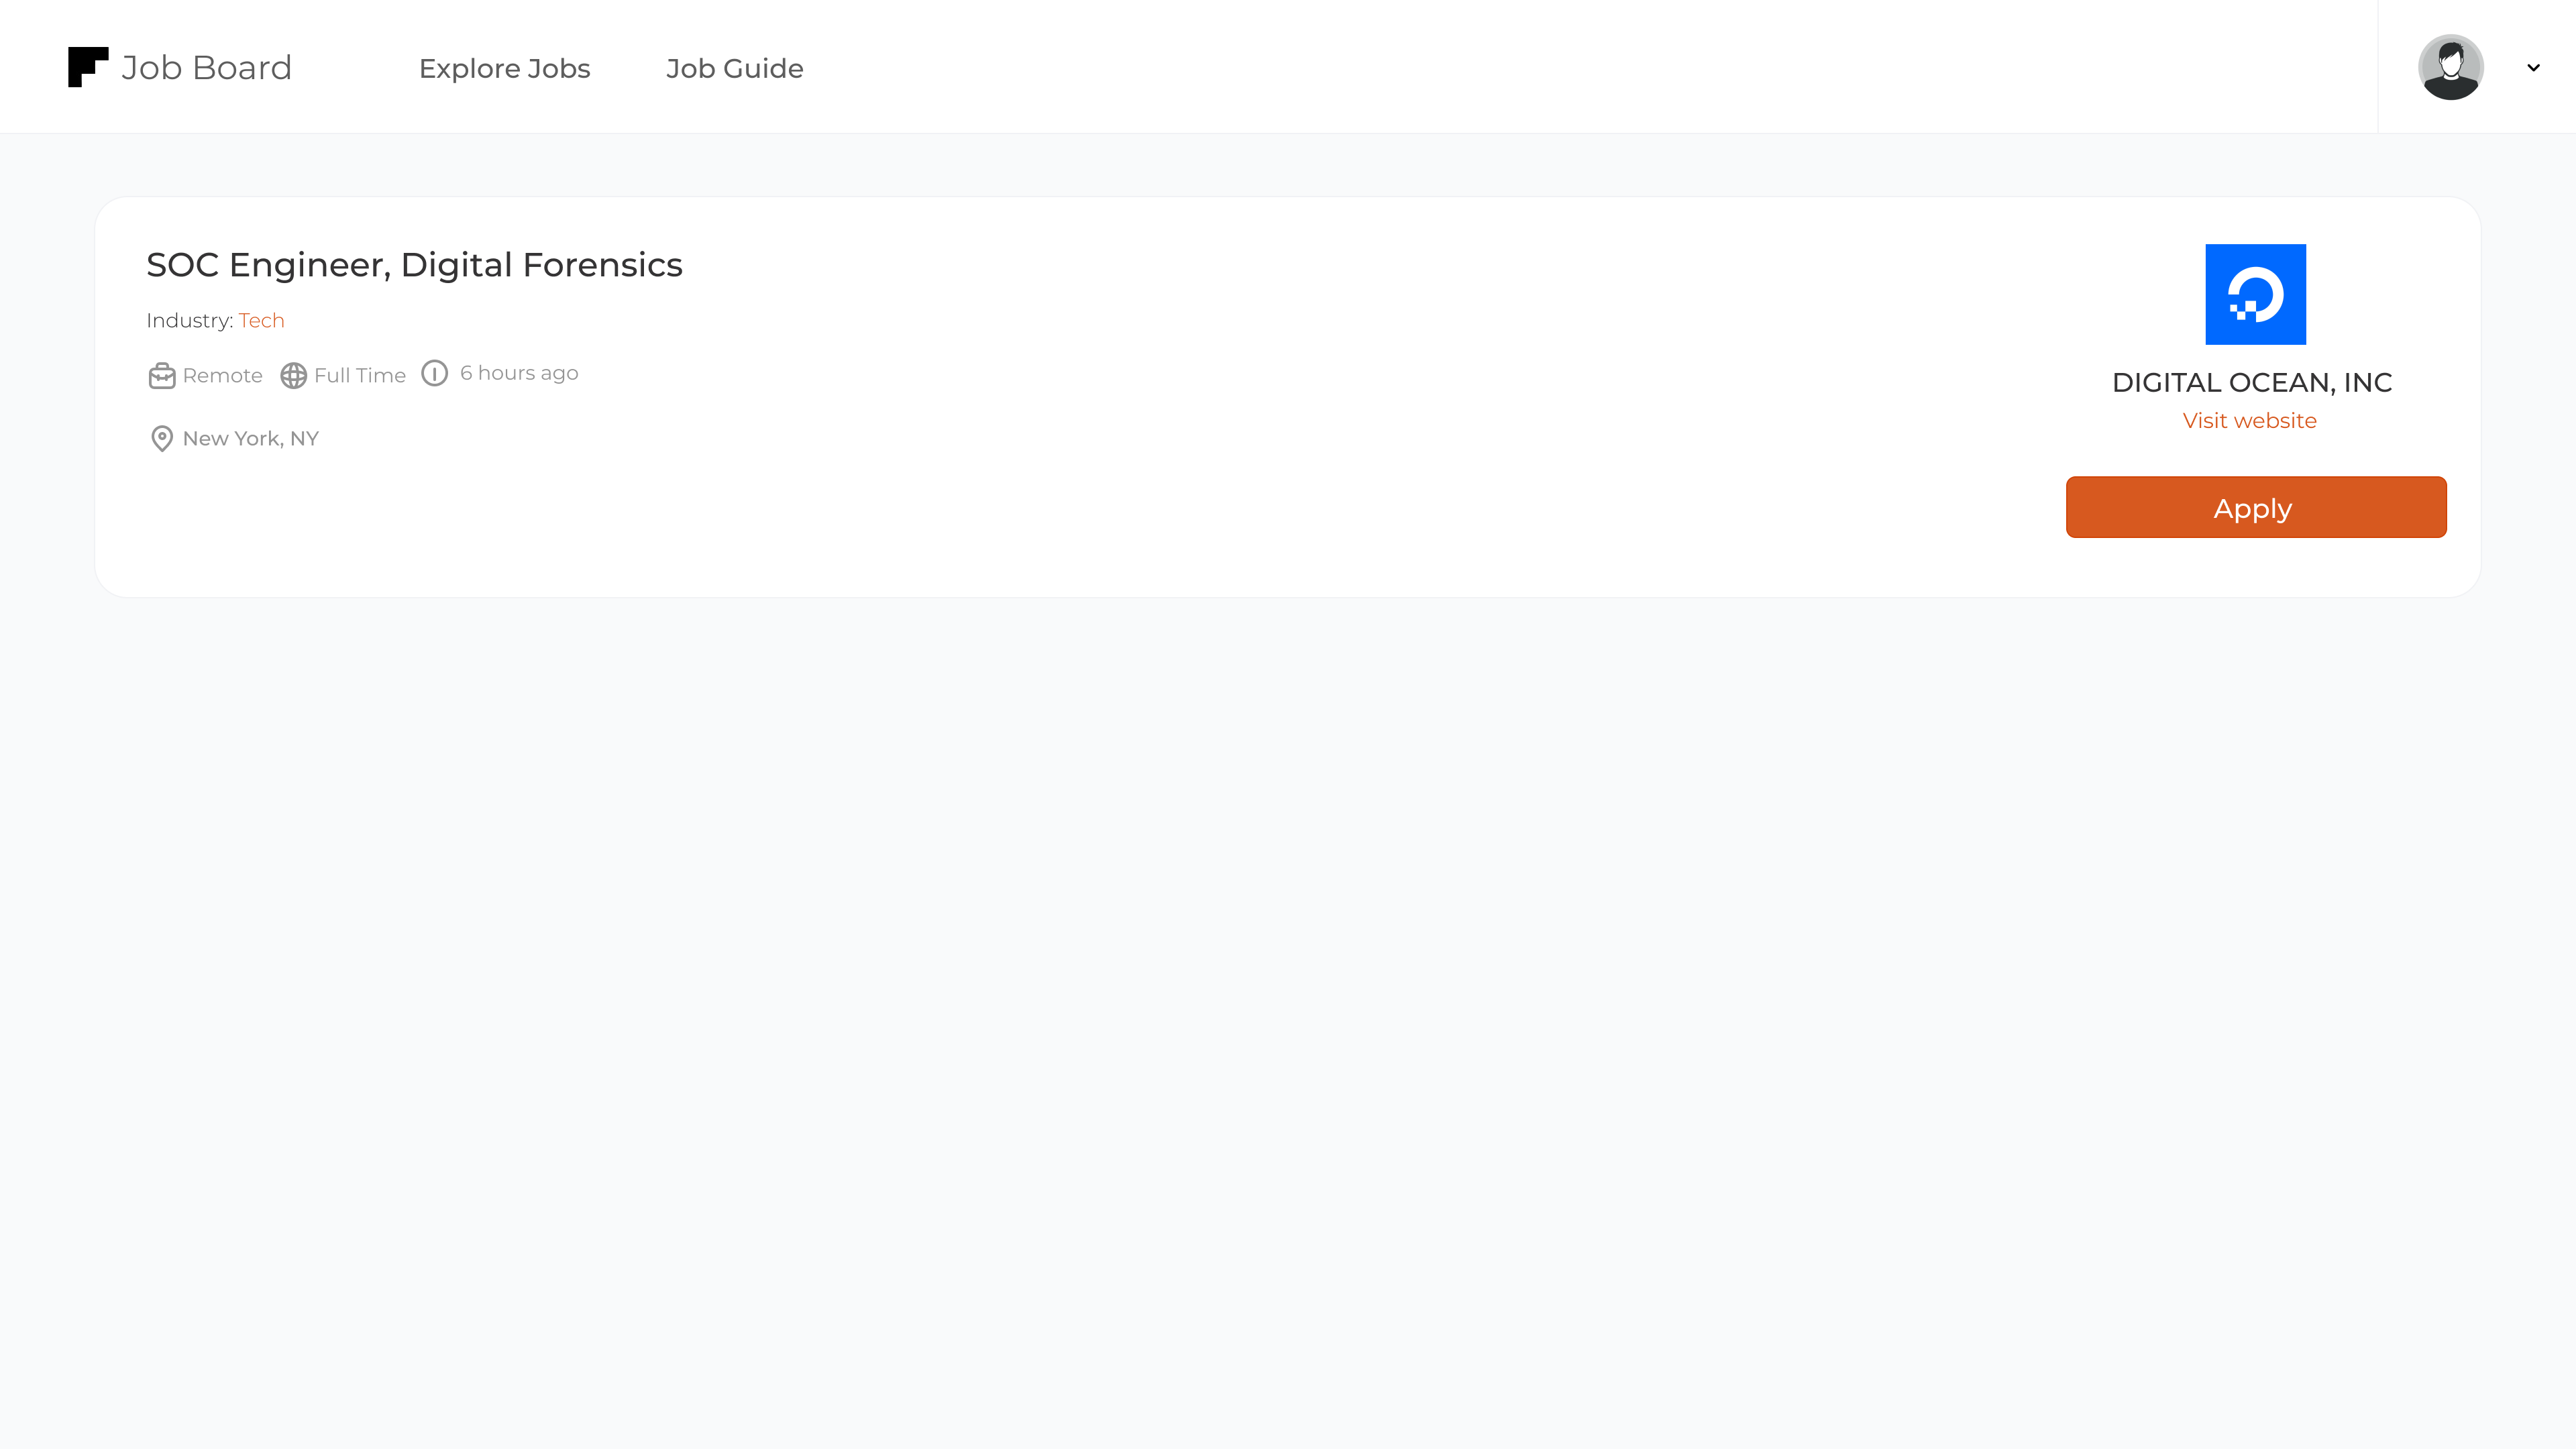 Job Board
Explore Jobs
Job Guide
SOC Engineer, Digital Forensics
Industry: Tech
Remote
Full Time
6 hours ago
New York, NY
DIGITAL OCEAN, INC
Visit website
Apply